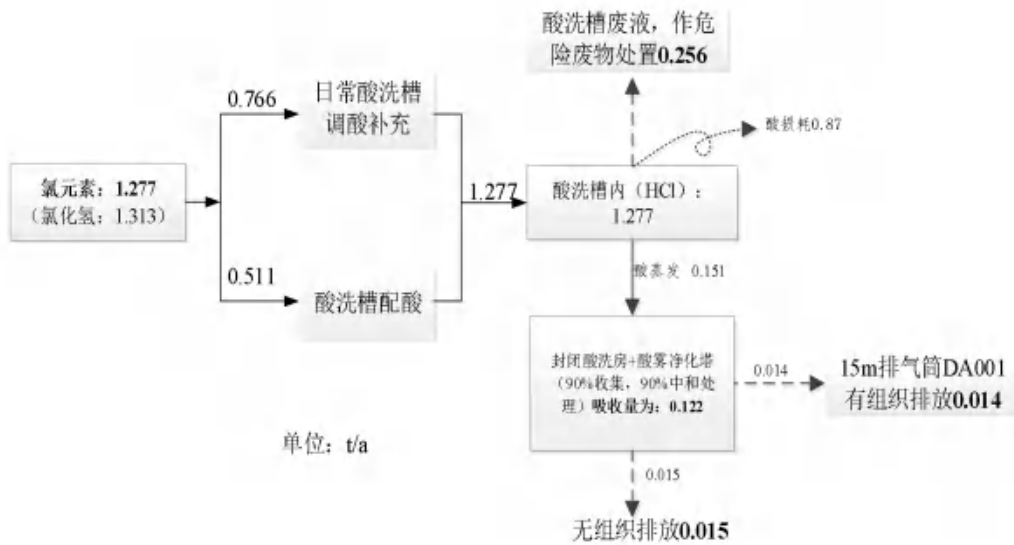 酸洗槽废液，作危
险废物处置0.256
0.766
日常酸洗槽
调酸补充
酸损耗0.87
氯元素：1.277
（氯化氢：1.313）
1.277
酸洗槽内（HCl）：
1.277
0.511
酸洗槽配酸
酸蒸发 0.151
封闭酸洗房+酸雾净化塔
（90%收集，90%中和处
理）吸收量为：0.122
0.014
15m排气筒DA001
有组织排放0.014
单位：t/a
0.015
无组织排放0.015